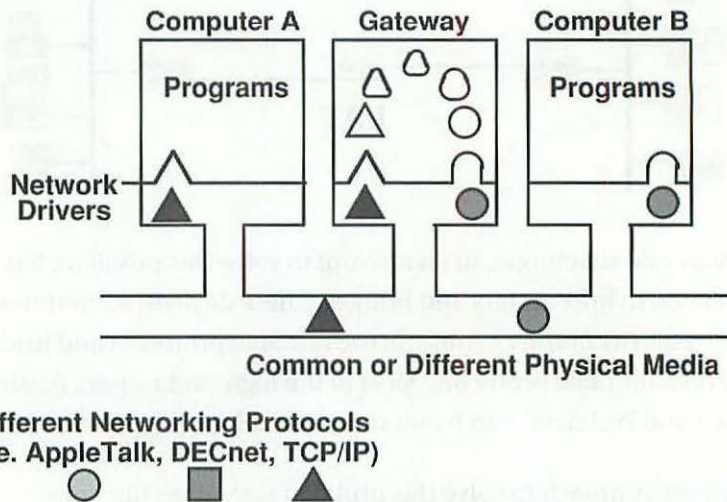 Computer A Gateway Computer B
Programs Programs
Network
Drivers
Common or Different Physical Media
ifferent Networking Protocols
e. AppleTalk, DECnet, TCP/IP)